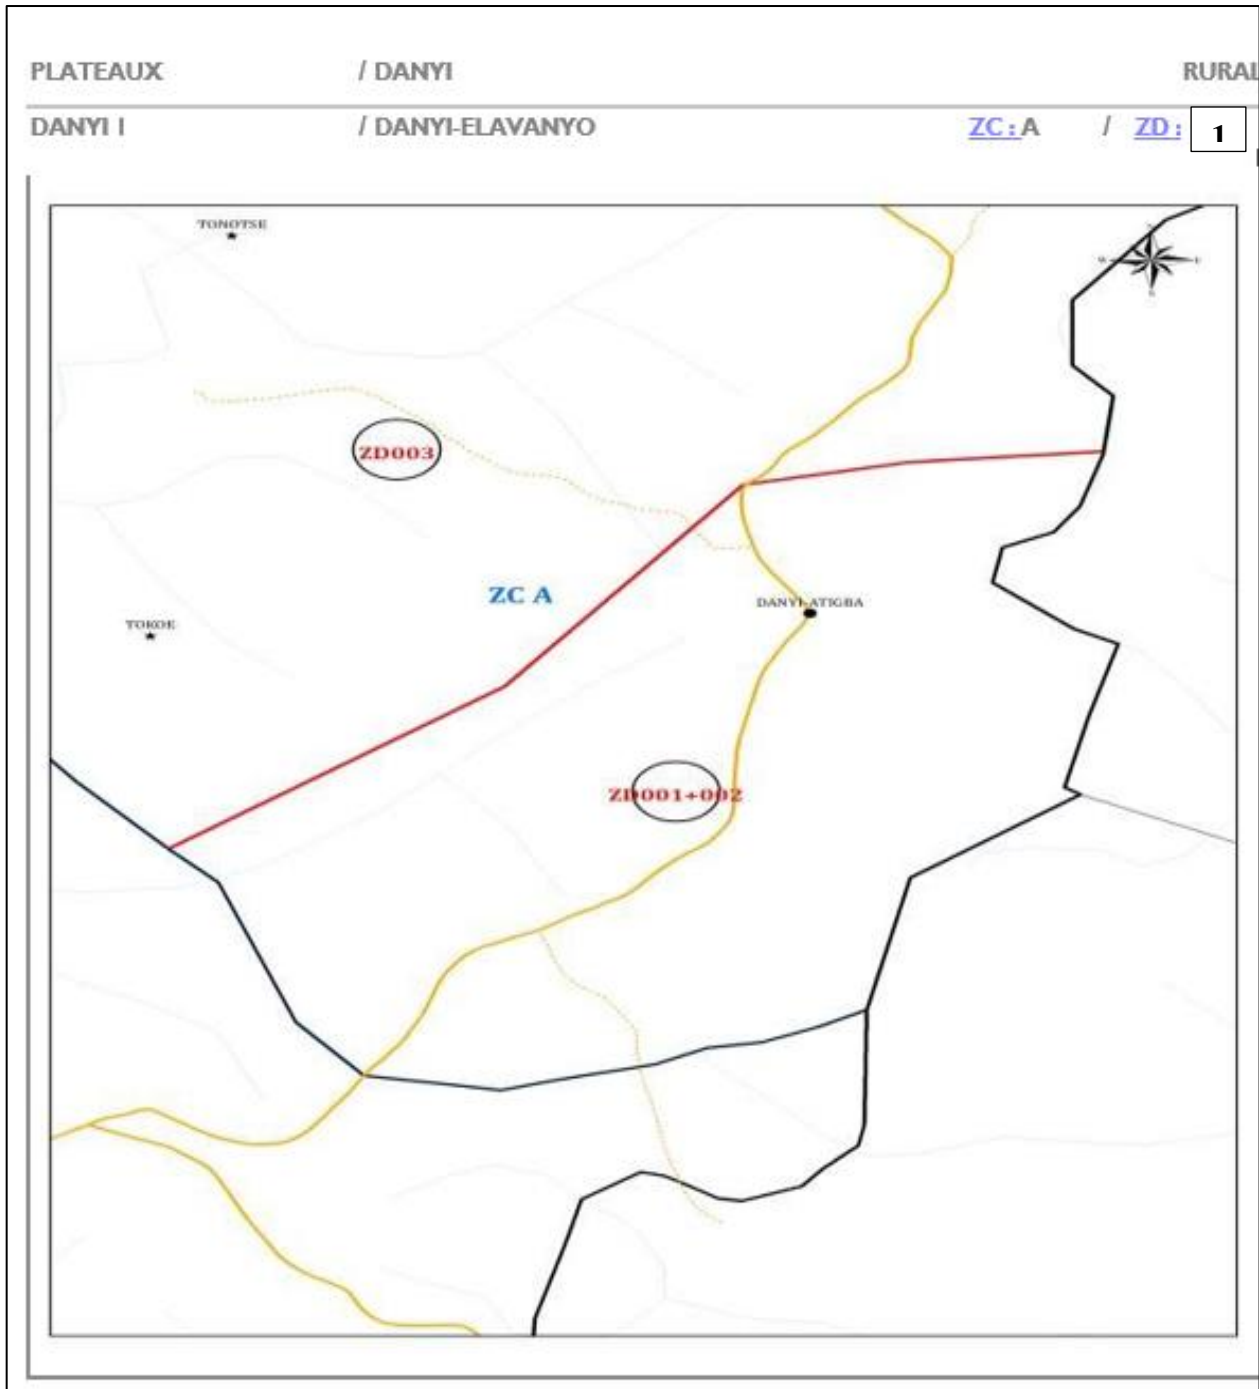 PLATEAUX / DANYI RURAL
DANYI I / DANYI-ELAVANYO ZC : A / ZD : 1
TONOTSE
N
W E
S
ZD003
ZC A
DANYI-ATIGBA
TOKOE
ZD001+002